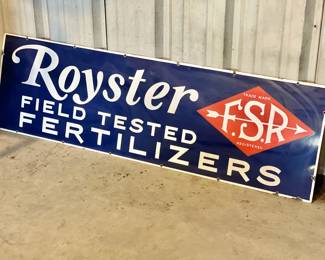 Royster
FIELD TESTED
FERTILIZERS
TRADE MARK
F.S.R
REGISTERED